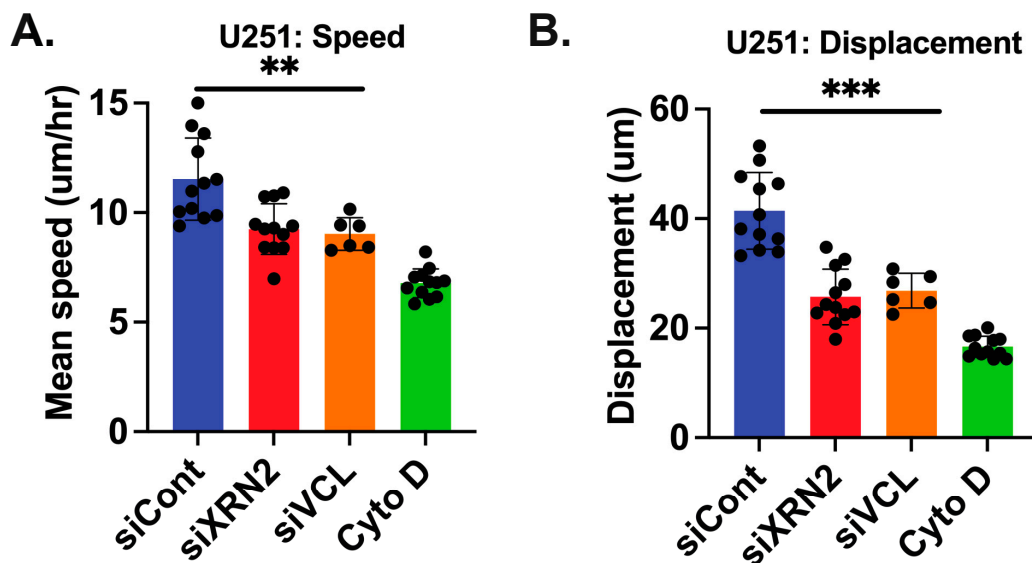 A.
U251: Speed
**
Mean speed (um/hr)
15
10
5
0
siCont
siXRN2
siVCL
Cyto D
B.
U251: Displacement
***
Displacement (um)
60
40
20
0
siCont
siXRN2
siVCL
Cyto D